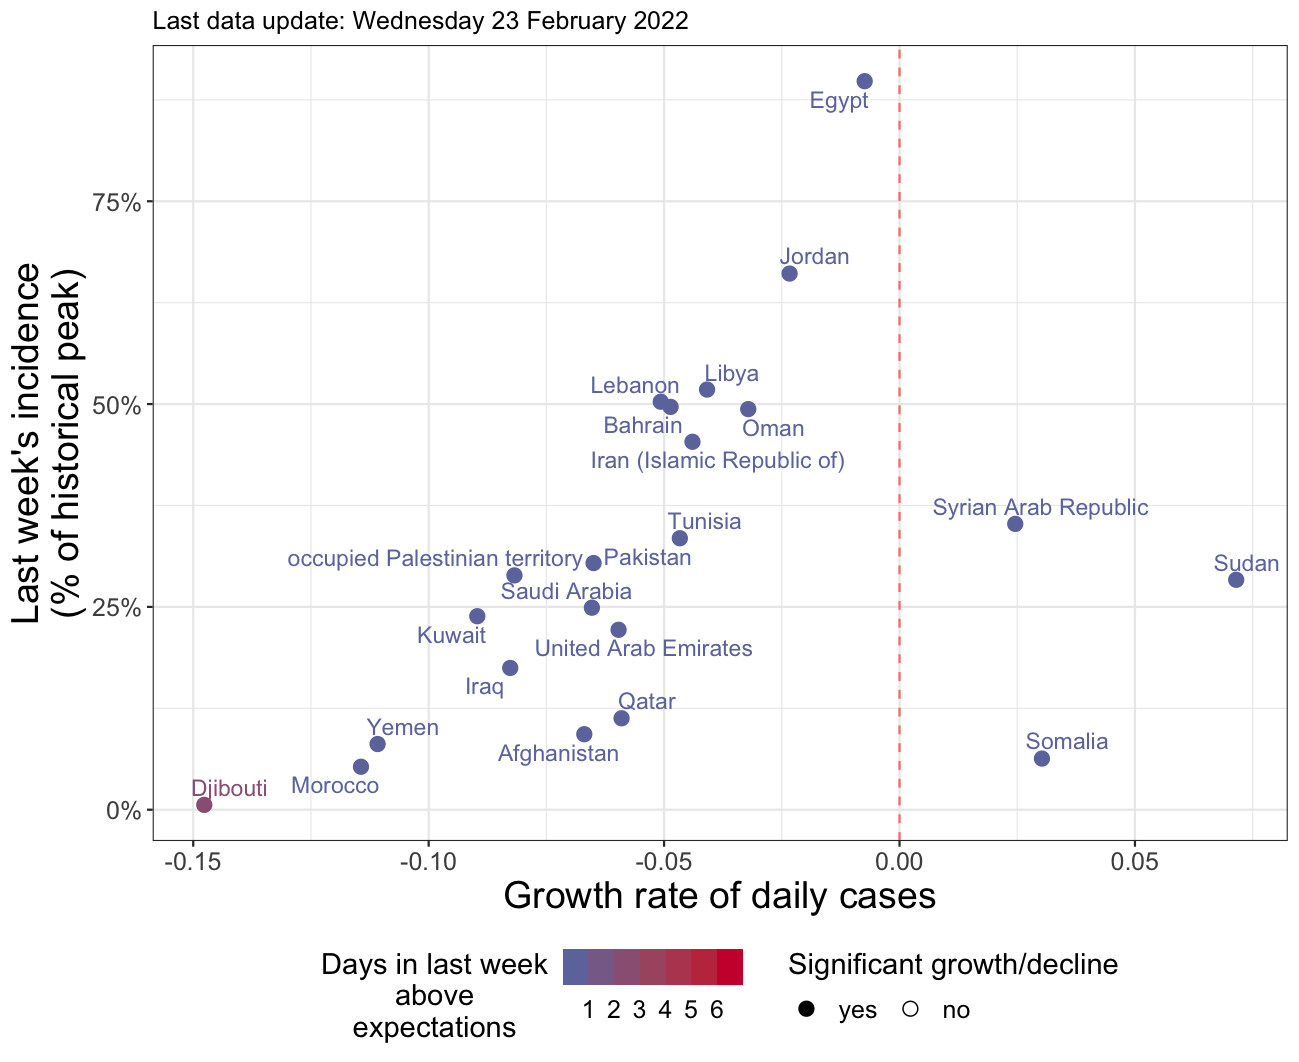 Last data update: Wednesday 23 February 2022
Last week's incidence
(% of historical peak)
75%
50%
25%
0%
Egypt
Jordan
Libya
Lebanon
Bahrain
Oman
Iran (Islamic Republic of)
Syrian Arab Republic
Tunisia
occupied Palestinian territory
Pakistan
Sudan
Saudi Arabia
Kuwait
United Arab Emirates
Iraq
Qatar
Yemen
Afghanistan
Somalia
Morocco
Djibouti
-0.15
-0.10
-0.05
0.00
0.05
Growth rate of daily cases
Days in last week
above
expectations
1 2 3 4 5 6
Significant growth/decline
yes
no